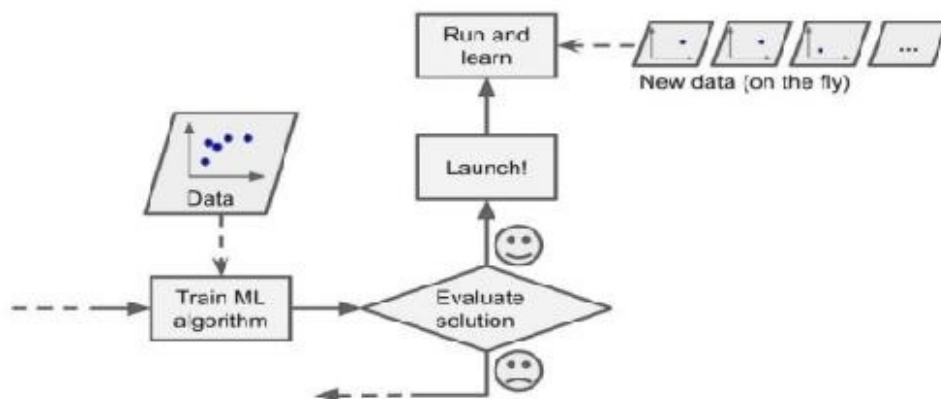 Run and
learn
...
New data (on the fly)
Launch!
Data
Train ML
algorithm
Evaluate
solution